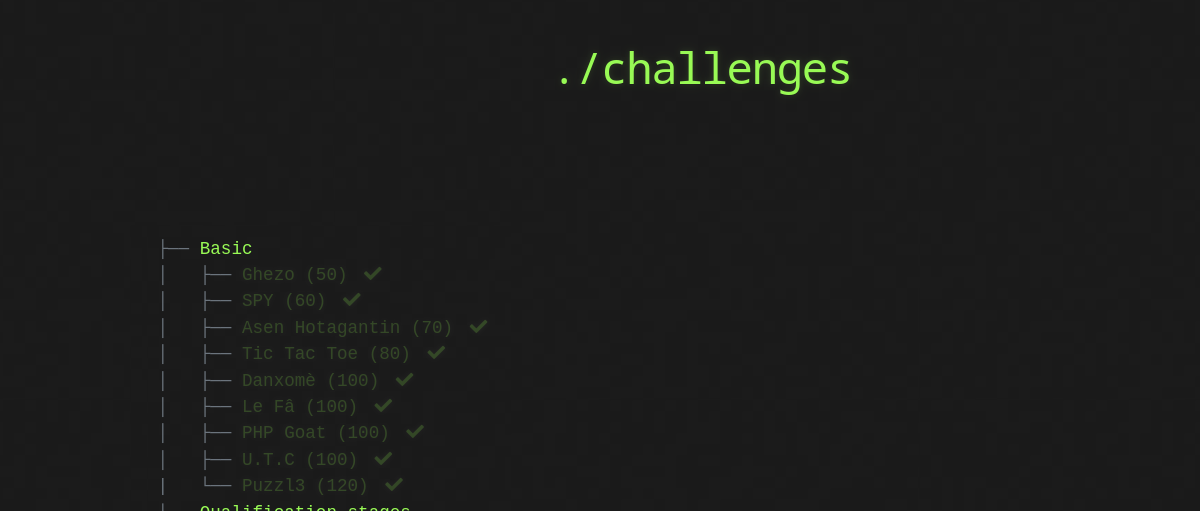 ./challenges
├── Basic
│   ├── Ghezo (50) ✔
│   ├── SPY (60) ✔
│   ├── Asen Hotagantin (70) ✔
│   ├── Tic Tac Toe (80) ✔
│   ├── Danxomè (100) ✔
│   ├── Le Fâ (100) ✔
│   ├── PHP Goat (100) ✔
│   ├── U.T.C (100) ✔
│   └── Puzzl3 (120) ✔
├── Qualification stages